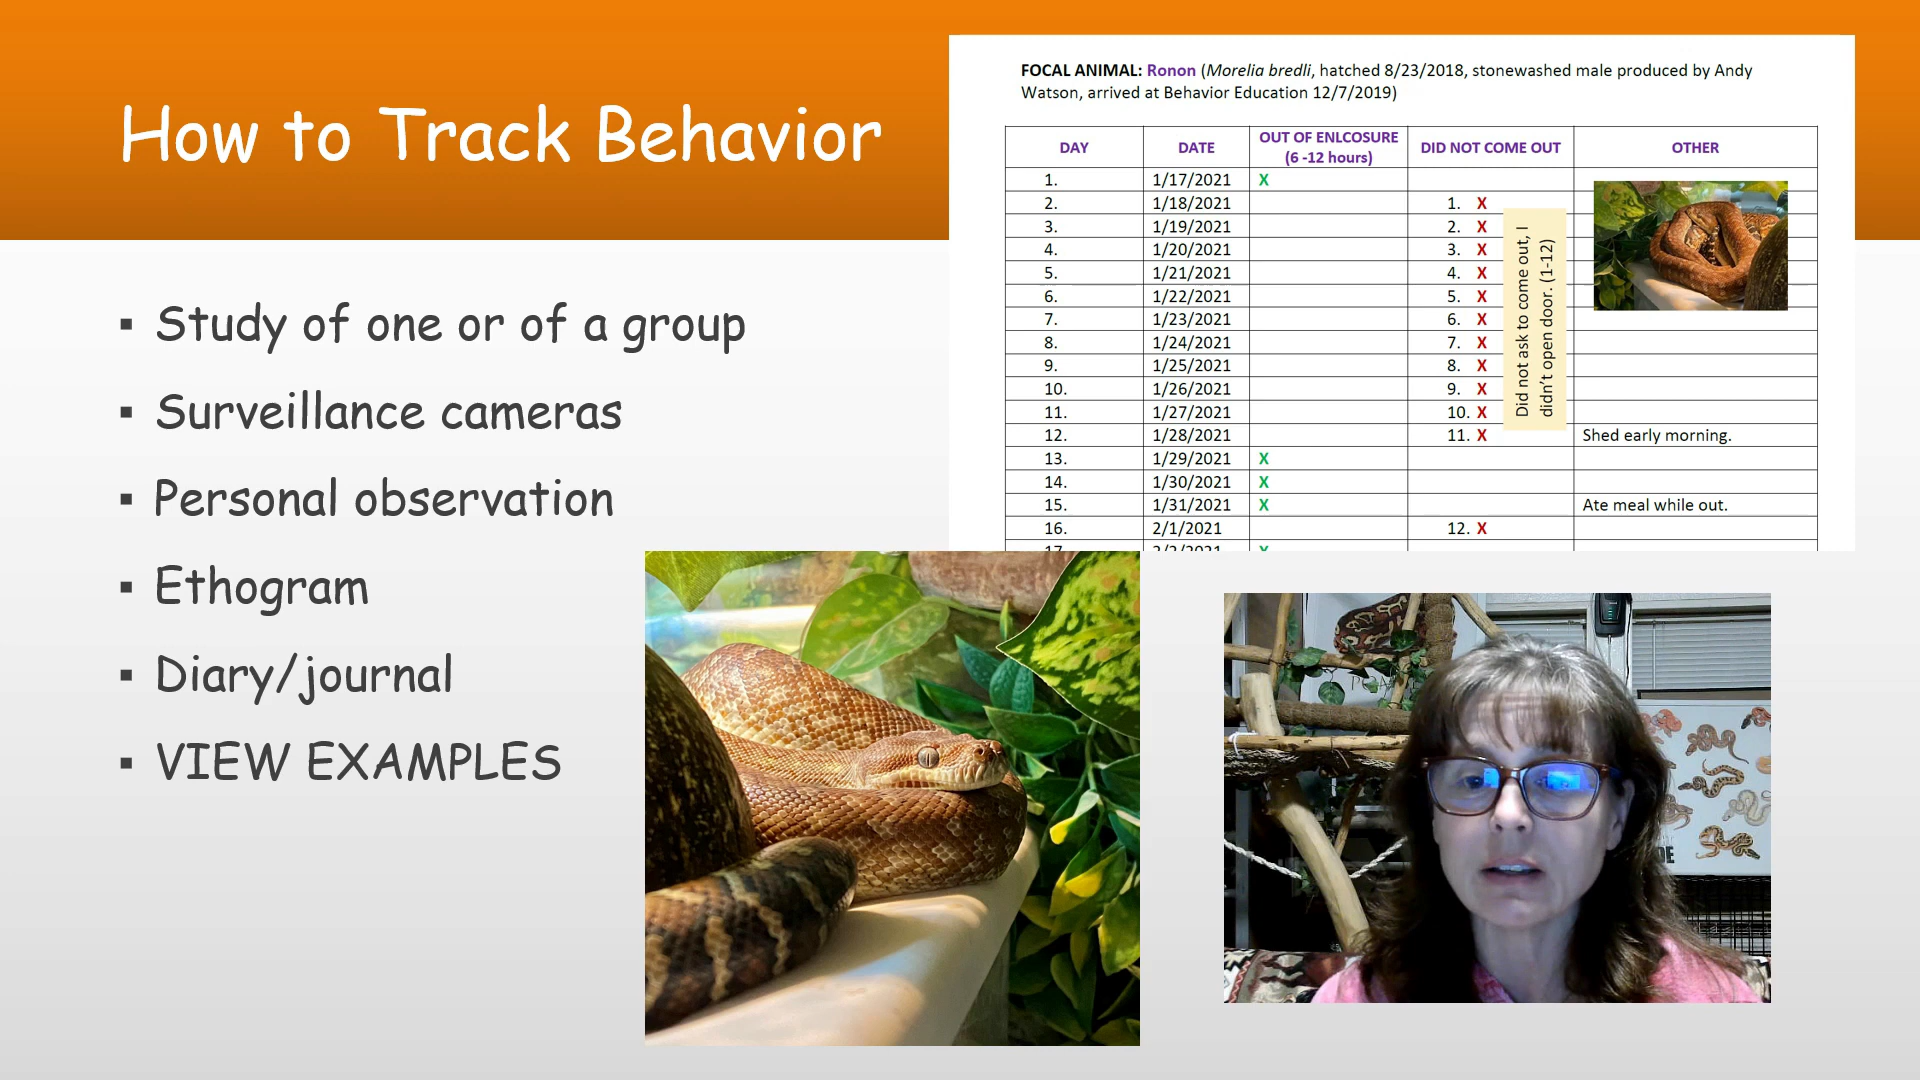 How to Track Behavior
▪ Study of one or of a group
▪ Surveillance cameras
▪ Personal observation
▪ Ethogram
▪ Diary/journal
▪ VIEW EXAMPLES
FOCAL ANIMAL: Ronon (Morelia bredli, hatched 8/23/2018, stonewashed male produced by Andy
Watson, arrived at Behavior Education 12/7/2019)
DAY DATE OUT OF ENLCOSURE (6 -12 hours) DID NOT COME OUT OTHER
1. 1/17/2021 X
2. 1/18/2021 1. X
3. 1/19/2021 2. X
4. 1/20/2021 3. X
5. 1/21/2021 4. X
6. 1/22/2021 5. X
7. 1/23/2021 6. X
8. 1/24/2021 7. X
9. 1/25/2021 8. X
10. 1/26/2021 9. X
11. 1/27/2021 10. X
12. 1/28/2021 11. X Shed early morning.
13. 1/29/2021 X
14. 1/30/2021 X
15. 1/31/2021 X Ate meal while out.
16. 2/1/2021 12. X
17. 2/2/2021 X
Did not ask to come out, I
didn't open door. (1-12)